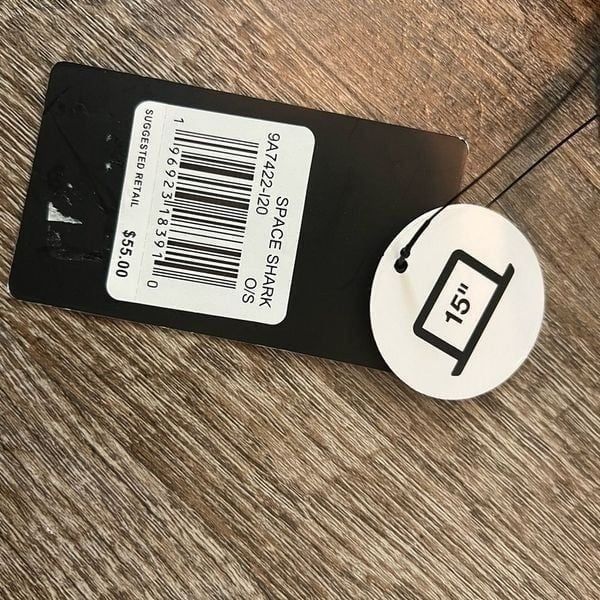 9A7422-I20
SPACE SHARK
O/S
1 96923 18391 0
SUGGESTED RETAIL
$55.00
15"